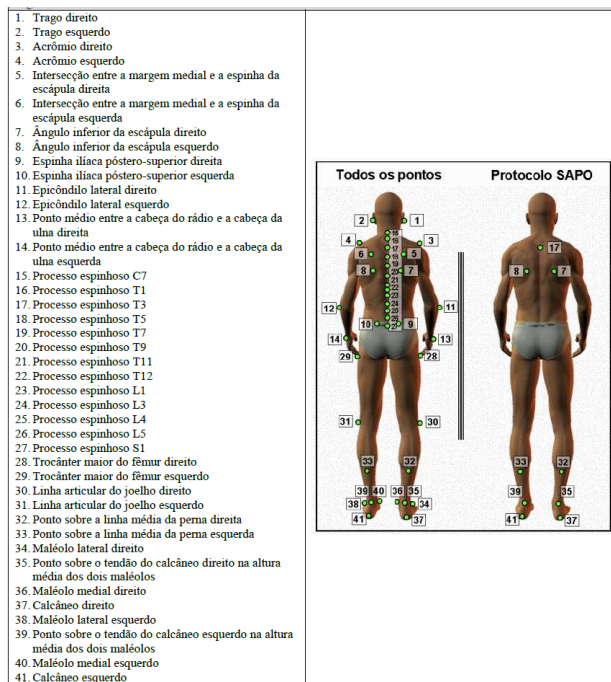 1. Trago direito
2. Trago esquerdo
3. Acrômio direito
4. Acrômio esquerdo
5. Intersecção entre a margem medial e a espinha da
escápula direita
6. Intersecção entre a margem medial e a espinha da
escápula esquerda
7. Ângulo inferior da escápula direito
8. Ângulo inferior da escápula esquerdo
9. Espinha ilíaca póstero-superior direita
10. Espinha ilíaca póstero-superior esquerda
11. Epicôndilo lateral direito
12. Epicôndilo lateral esquerdo
13. Ponto médio entre a cabeça do rádio e a cabeça da
ulna direita
14. Ponto médio entre a cabeça do rádio e a cabeça da
ulna esquerda
15. Processo espinhoso C7
16. Processo espinhoso T1
17. Processo espinhoso T3
18. Processo espinhoso T5
19. Processo espinhoso T7
20. Processo espinhoso T9
21. Processo espinhoso T11
22. Processo espinhoso T12
23. Processo espinhoso L1
24. Processo espinhoso L3
25. Processo espinhoso L4
26. Processo espinhoso L5
27. Processo espinhoso S1
28. Trocânter maior do fêmur direito
29. Trocânter maior do fêmur esquerdo
30. Linha articular do joelho direito
31. Linha articular do joelho esquerdo
32. Ponto sobre a linha média da perna direita
33. Ponto sobre a linha média da perna esquerda
34. Maléolo lateral direito
35. Ponto sobre o tendão do calcâneo direito na altura
média dos dois maléolos
36. Maléolo medial direito
37. Calcâneo direito
38. Maléolo lateral esquerdo
39. Ponto sobre o tendão do calcâneo esquerdo na altura
média dos dois maléolos
40. Maléolo medial esquerdo
41. Calcâneo esquerdo
Todos os pontos
2 1
15
16
4 3
17
6 18 5
19
8 20 7
21
22
23
24
12 11
25
26
10 27 9
14 13
29 28
31 30
33 32
39 40 36 35
38 34
41 37
Protocolo SAPO
17
8 7
33 32
39 35
41 37